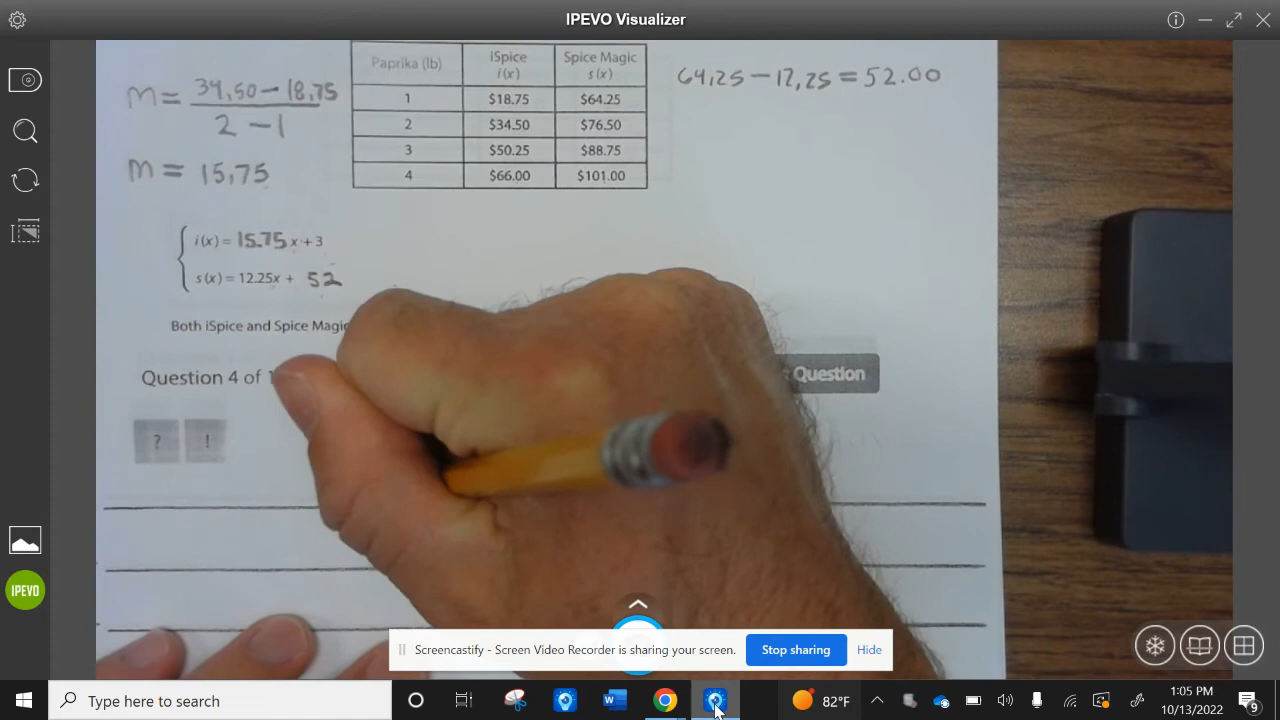 IPEVO Visualizer
Paprika (lb) iSpice i(x) Spice Magic s(x)
1 $18.75 $64.25
2 $34.50 $76.50
3 $50.25 $88.75
4 $66.00 $101.00
m = 34.50 - 18.75 / 2 - 1
m = 15.75
64.25 - 12.25 = 52.00
i(x) = 15.75 x + 3
s(x) = 12.25x + 52
Both iSpice and Spice Magic
Question 4 of
Question
? !
IPEVO
Screencastify - Screen Video Recorder is sharing your screen. Stop sharing Hide
Type here to search
82°F
1:05 PM
10/13/2022
9